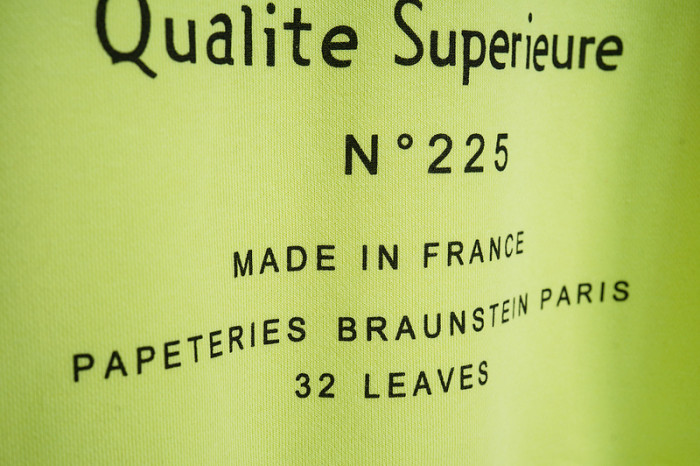 Qualite Superieure
N° 225
MADE IN FRANCE
PAPETERIES BRAUNSTEIN PARIS
32 LEAVES